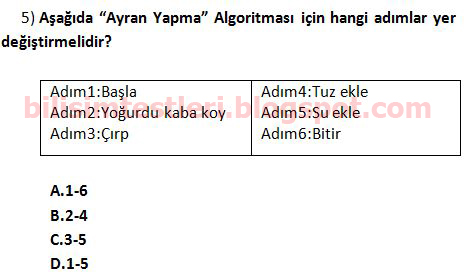 5) Aşağıda “Ayran Yapma” Algoritması için hangi adımlar yer
değiştirmelidir?
Adım1:Başla
Adım2:Yoğurdu kaba koy
Adım3:Çırp
Adım4:Tuz ekle
Adım5:Su ekle
Adım6:Bitir
bilisimtestleri.blogspot.com
A.1-6
B.2-4
C.3-5
D.1-5